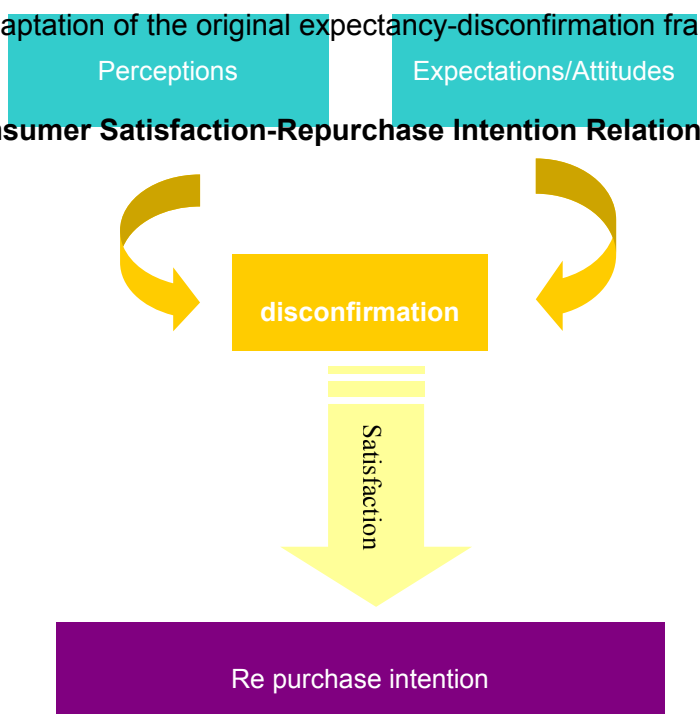 aptation of the original expectancy-disconfirmation fra
Perceptions
Expectations/Attitudes
nsumer Satisfaction-Repurchase Intention Relation
disconfirmation
Satisfaction
Re purchase intention